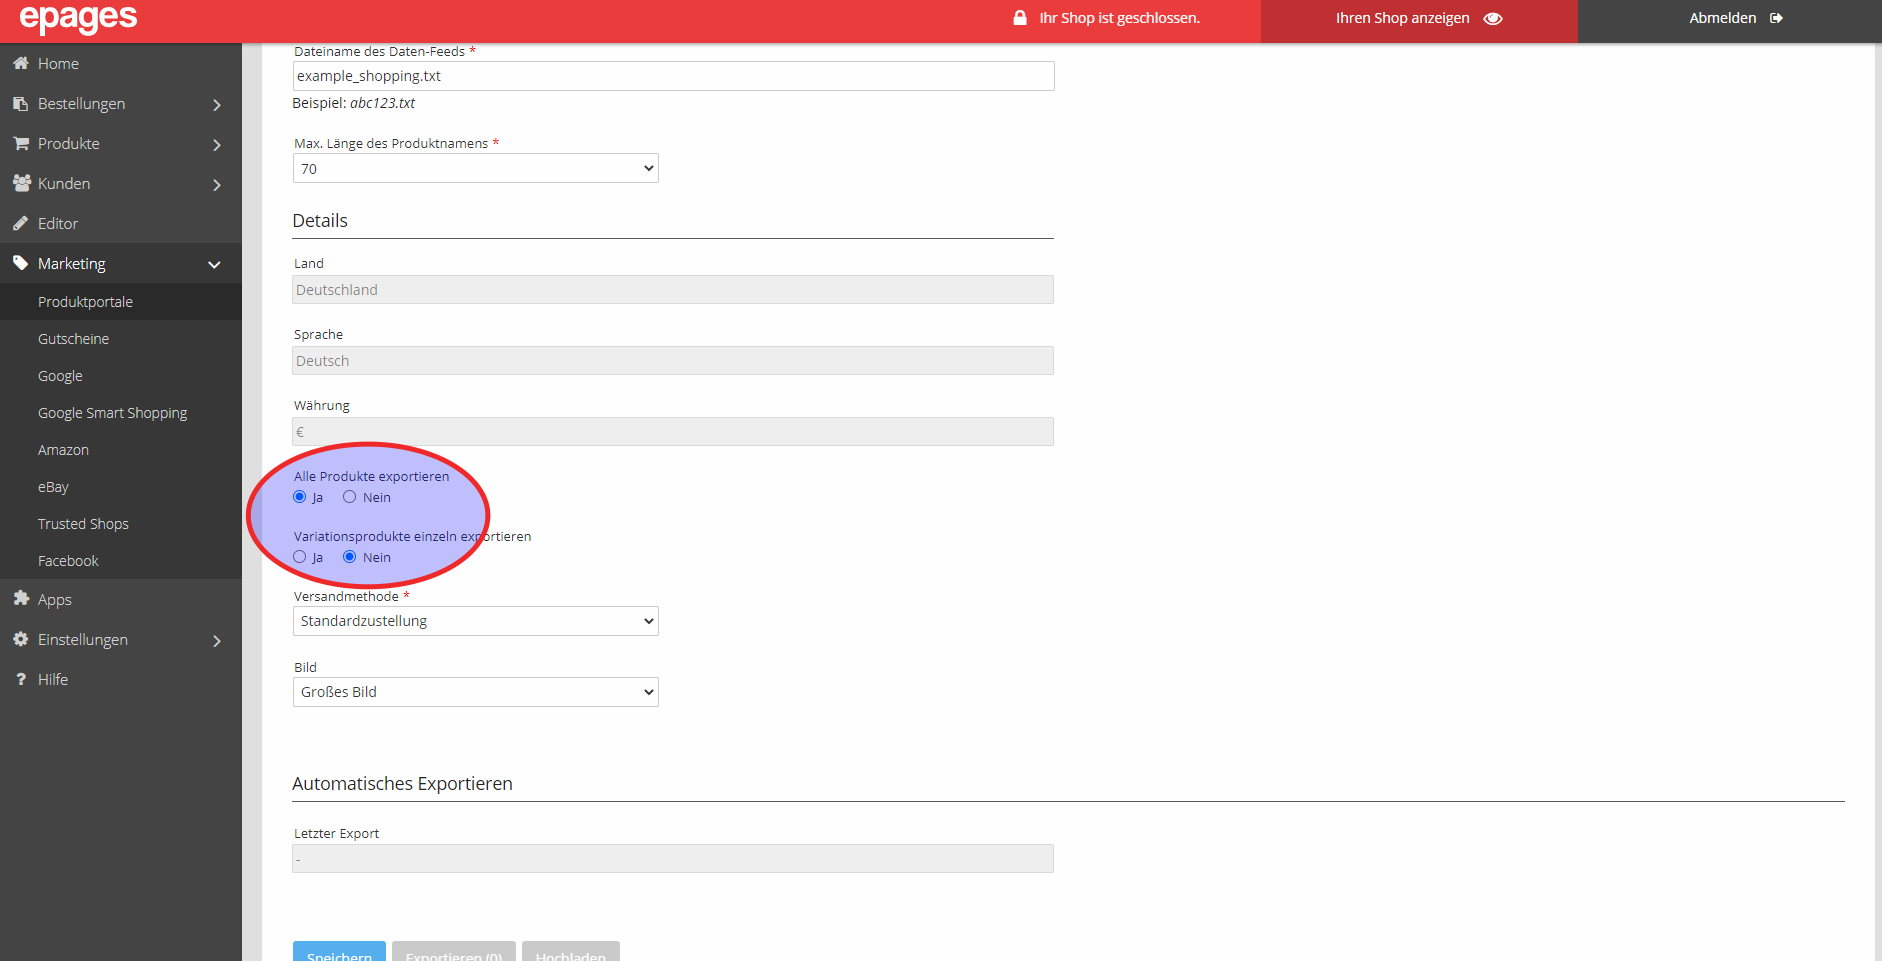 epages
Ihr Shop ist geschlossen.
Ihren Shop anzeigen
Abmelden
Home
Bestellungen
Produkte
Kunden
Editor
Marketing
Produktportale
Gutscheine
Google
Google Smart Shopping
Amazon
eBay
Trusted Shops
Facebook
Apps
Einstellungen
? Hilfe
Dateiname des Daten-Feeds *
example_shopping.txt
Beispiel: abc123.txt
Max. Länge des Produktnamens *
70
Details
Land
Deutschland
Sprache
Deutsch
Währung
€
Alle Produkte exportieren
Ja Nein
Variationsprodukte einzeln exportieren
Ja Nein
Versandmethode *
Standardzustellung
Bild
Großes Bild
Automatisches Exportieren
Letzter Export
-
Speichern Exportieren (0) Hochladen